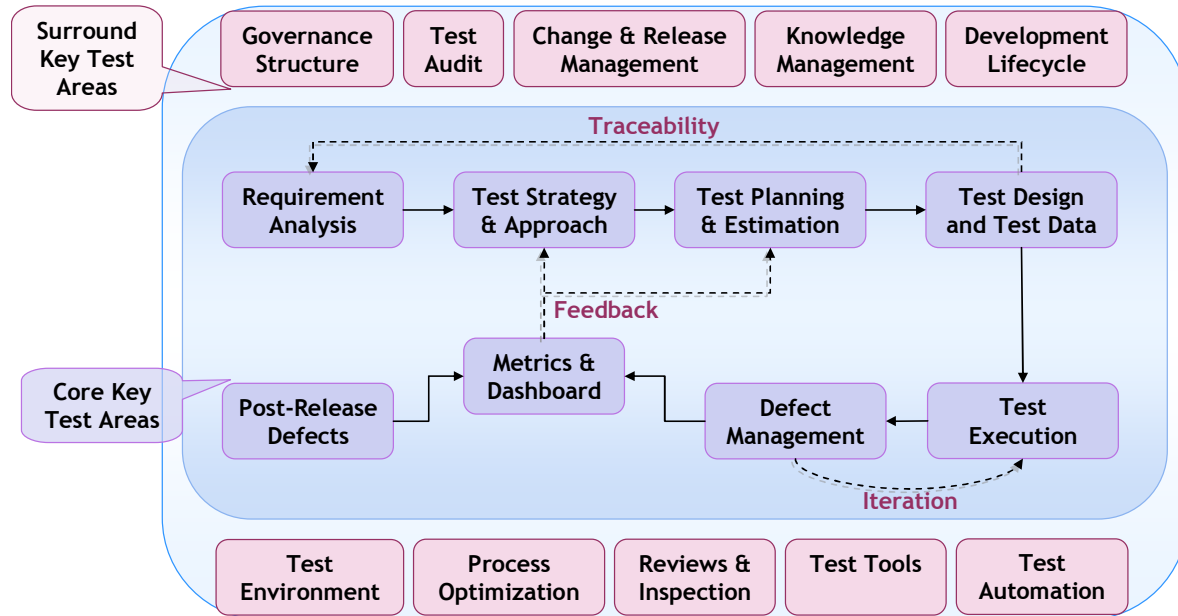 Surround
Key Test
Areas
Governance
Structure
Test
Audit
Change & Release
Management
Knowledge
Management
Development
Lifecycle
Traceability
Requirement
Analysis
Test Strategy
& Approach
Test Planning
& Estimation
Test Design
and Test Data
Feedback
Core Key
Test Areas
Post-Release
Defects
Metrics &
Dashboard
Defect
Management
Test
Execution
Iteration
Test
Environment
Process
Optimization
Reviews &
Inspection
Test Tools
Test
Automation